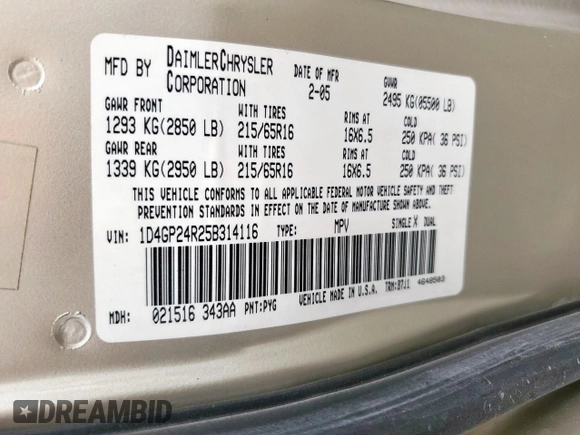 MFD BY DAIMLERCHRYSLER CORPORATION DATE OF MFR 2-05 GVWR 2495 KG(05500 LB)
GAWR FRONT WITH TIRES RIMS AT COLD
1293 KG(2850 LB) 215/65R16 16X6.5 250 KPA( 36 PSI)
GAWR REAR WITH TIRES RIMS AT COLD
1339 KG(2950 LB) 215/65R16 16X6.5 250 KPA( 36 PSI)
THIS VEHICLE CONFORMS TO ALL APPLICABLE FEDERAL MOTOR VEHICLE SAFETY AND THEFT
PREVENTION STANDARDS IN EFFECT ON THE DATE OF MANUFACTURE SHOWN ABOVE.
VIN: 1D4GP24R25B314116 TYPE: MPV SINGLE X DUAL
MDH: 021516 343AA PNT:PYG VEHICLE MADE IN U.S.A. TRM:B7J1 4648503
DREAMBID